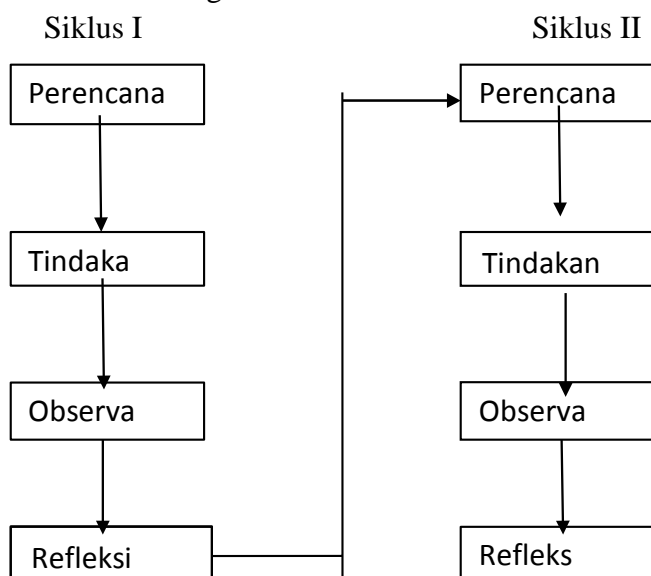 Siklus I
Siklus II
Perencana
Tindaka
Observa
Refleksi
Perencana
Tindakan
Observa
Refleks